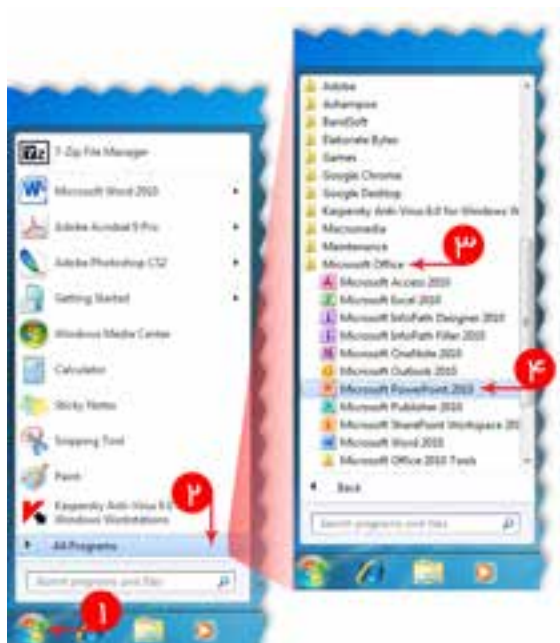 7-Zip File Manager
Microsoft Word 2010
Adobe Acrobat 9 Pro
Adobe Photoshop CS2
Getting Started
Windows Media Center
Calculator
Sticky Notes
Snipping Tool
Paint
Kaspersky Anti-Virus 6.0
Windows Workstations
۲
All Programs
Search programs and files
۱
Adobe
Ashampoo
BandiSoft
Elaborate Bytes
Games
Google Chrome
Google Desktop
Kaspersky Anti-Virus 6.0 for Windows W
Macromedia
Maintenance
۳
Microsoft Office
Microsoft Access 2010
Microsoft Excel 2010
Microsoft InfoPath Designer 2010
Microsoft InfoPath Filler 2010
Microsoft OneNote 2010
Microsoft Outlook 2010
Microsoft PowerPoint 2010
۴
Microsoft Publisher 2010
Microsoft SharePoint Workspace 20
Microsoft Word 2010
Microsoft Office 2010 Tools
Back
Search programs and files